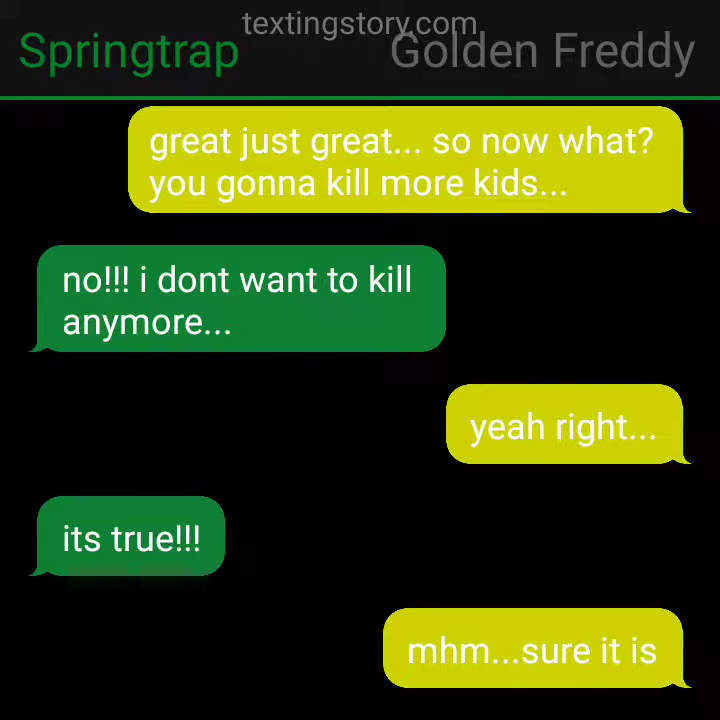 textingstory.com
Springtrap
Golden Freddy
great just great... so now what?
you gonna kill more kids...
no!!! i dont want to kill
anymore...
yeah right...
its true!!!
mhm...sure it is